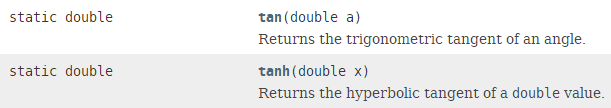 static double tan(double a)
Returns the trigonometric tangent of an angle.
static double tanh(double x)
Returns the hyperbolic tangent of a double value.